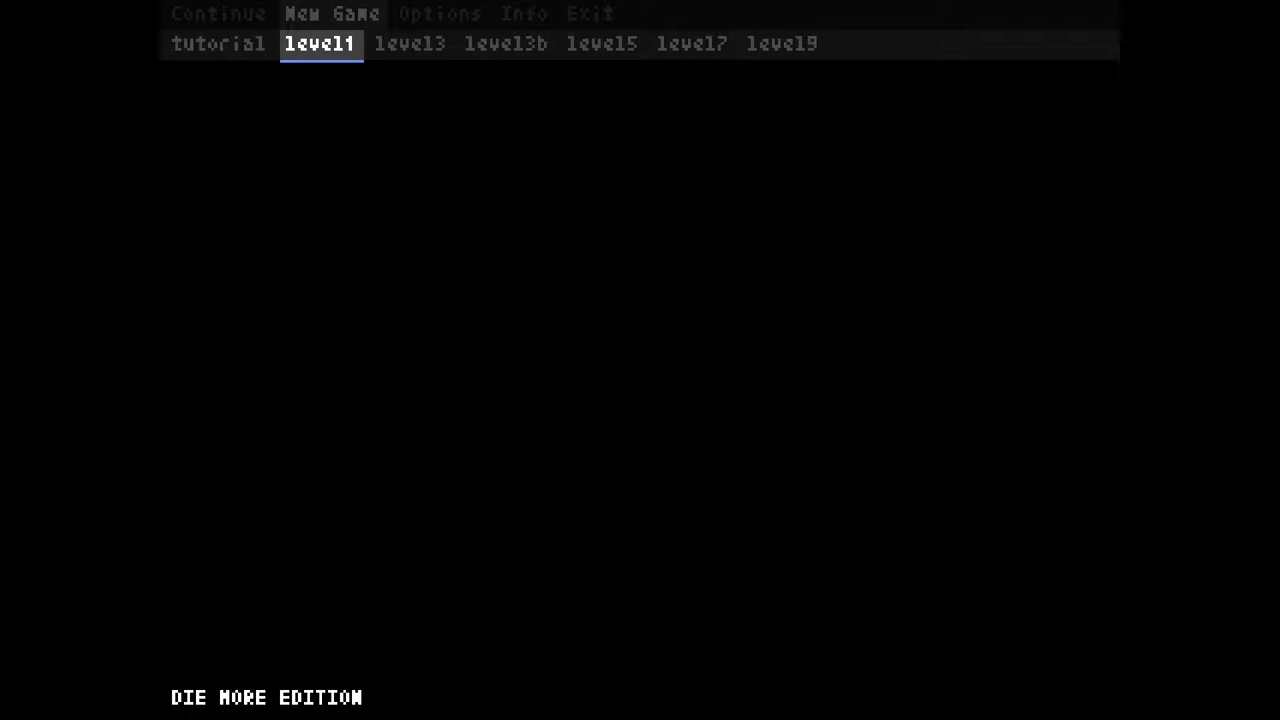 Continue New Game Options Info Exit
tutorial level1 level3 level3b level5 level7 level9
DIE MORE EDITION